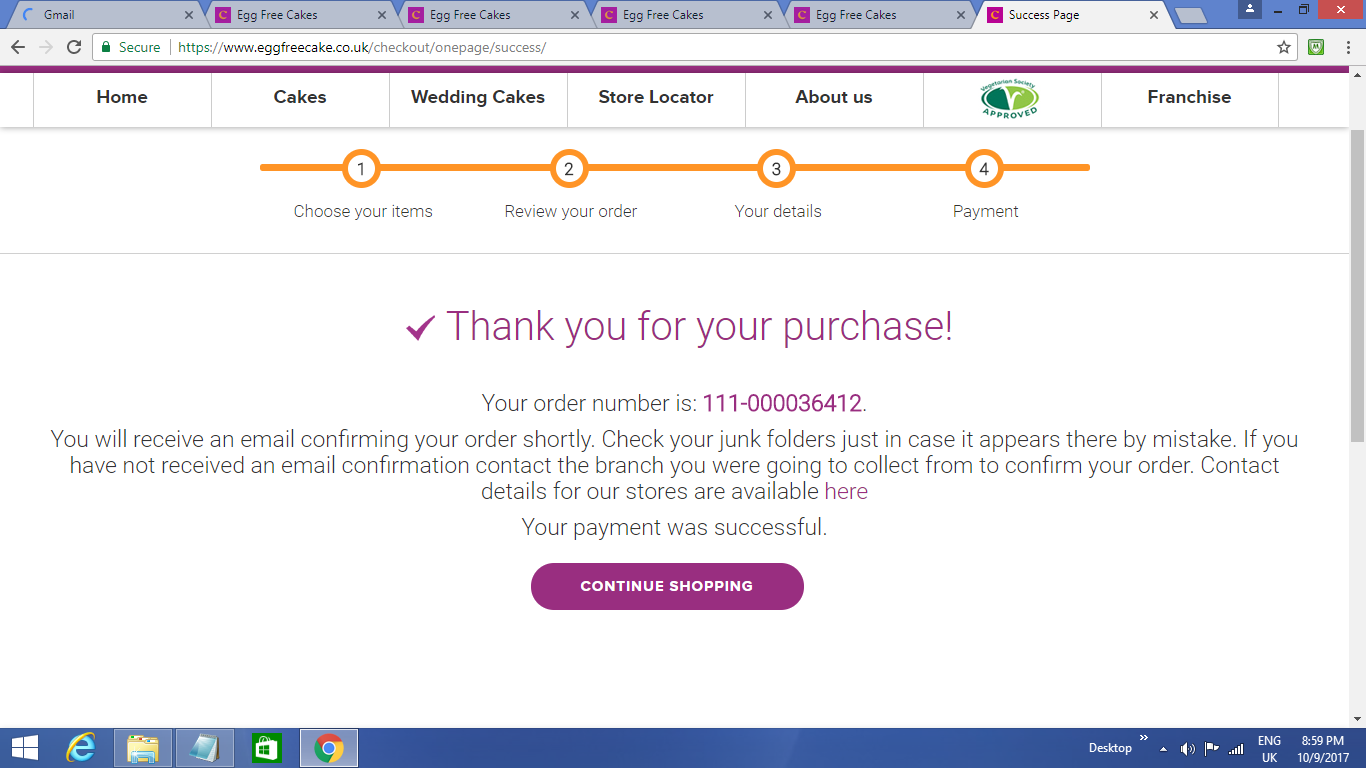 Gmail
Egg Free Cakes
Egg Free Cakes
Egg Free Cakes
Egg Free Cakes
Success Page
Secure
https://www.eggfreecake.co.uk/checkout/onepage/success/
Home
Cakes
Wedding Cakes
Store Locator
About us
Vegetarian Society
APPROVED
Franchise
1
2
3
4
Choose your items
Review your order
Your details
Payment
Thank you for your purchase!
Your order number is: 111-000036412.
You will receive an email confirming your order shortly. Check your junk folders just in case it appears there by mistake. If you
have not received an email confirmation contact the branch you were going to collect from to confirm your order. Contact
details for our stores are available here
Your payment was successful.
CONTINUE SHOPPING
Desktop
ENG
UK
8:59 PM
10/9/2017